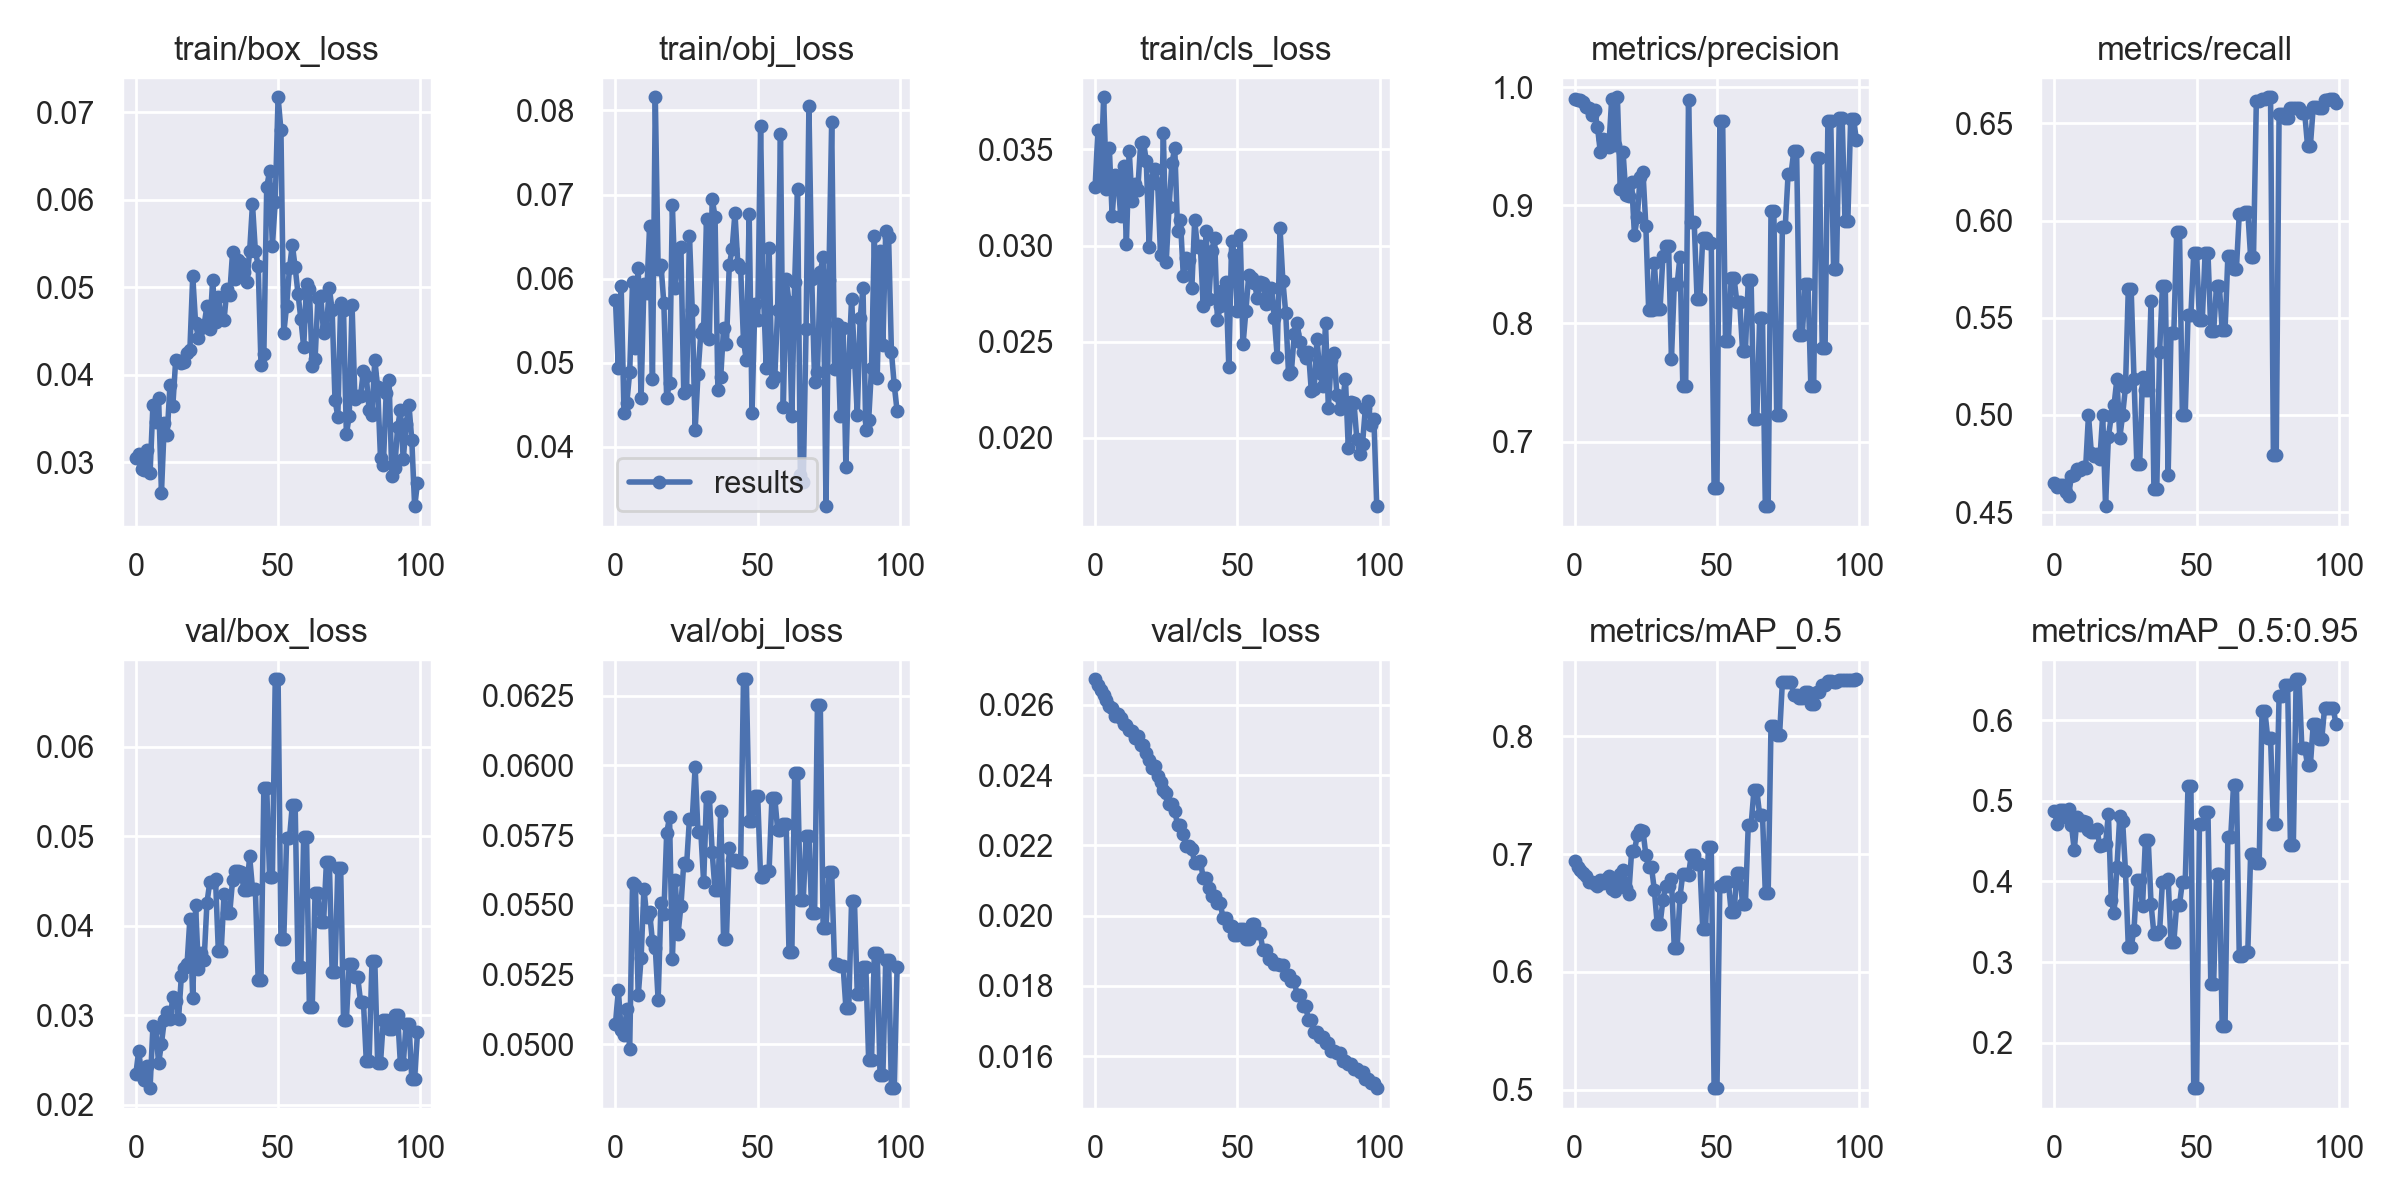 train/box_loss
train/obj_loss
train/cls_loss
metrics/precision
metrics/recall
0.07
0.06
0.05
0.04
0.03
0 50 100
0.08
0.07
0.06
0.05
0.04
results
0 50 100
0.035
0.030
0.025
0.020
0 50 100
1.0
0.9
0.8
0.7
0 50 100
0.65
0.60
0.55
0.50
0.45
0 50 100
val/box_loss
val/obj_loss
val/cls_loss
metrics/mAP_0.5
metrics/mAP_0.5:0.95
0.06
0.05
0.04
0.03
0.02
0 50 100
0.0625
0.0600
0.0575
0.0550
0.0525
0.0500
0 50 100
0.026
0.024
0.022
0.020
0.018
0.016
0 50 100
0.8
0.7
0.6
0.5
0 50 100
0.6
0.5
0.4
0.3
0.2
0 50 100